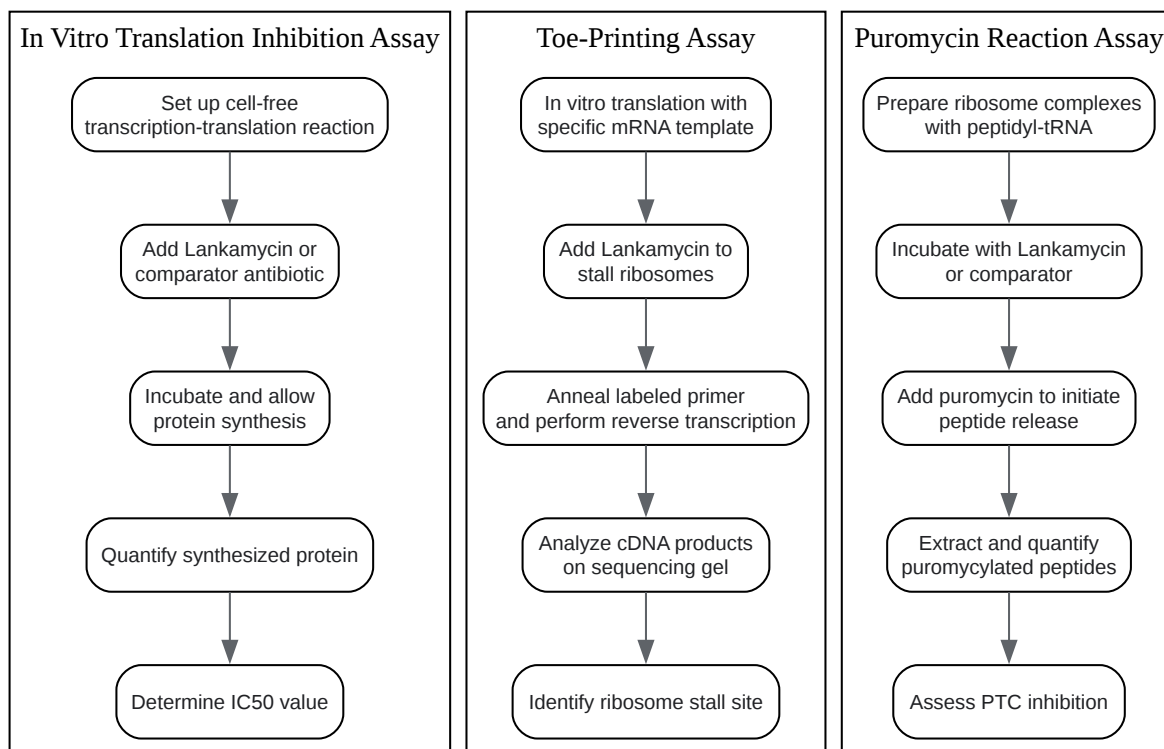 In Vitro Translation Inhibition Assay
Set up cell-free
transcription-translation reaction
Add Lankamycin or
comparator antibiotic
Incubate and allow
protein synthesis
Quantify synthesized protein
Determine IC50 value
Toe-Printing Assay
In vitro translation with
specific mRNA template
Add Lankamycin to
stall ribosomes
Anneal labeled primer
and perform reverse transcription
Analyze cDNA products
on sequencing gel
Identify ribosome stall site
Puromycin Reaction Assay
Prepare ribosome complexes
with peptidyl-tRNA
Incubate with Lankamycin
or comparator
Add puromycin to initiate
peptide release
Extract and quantify
puromycylated peptides
Assess PTC inhibition